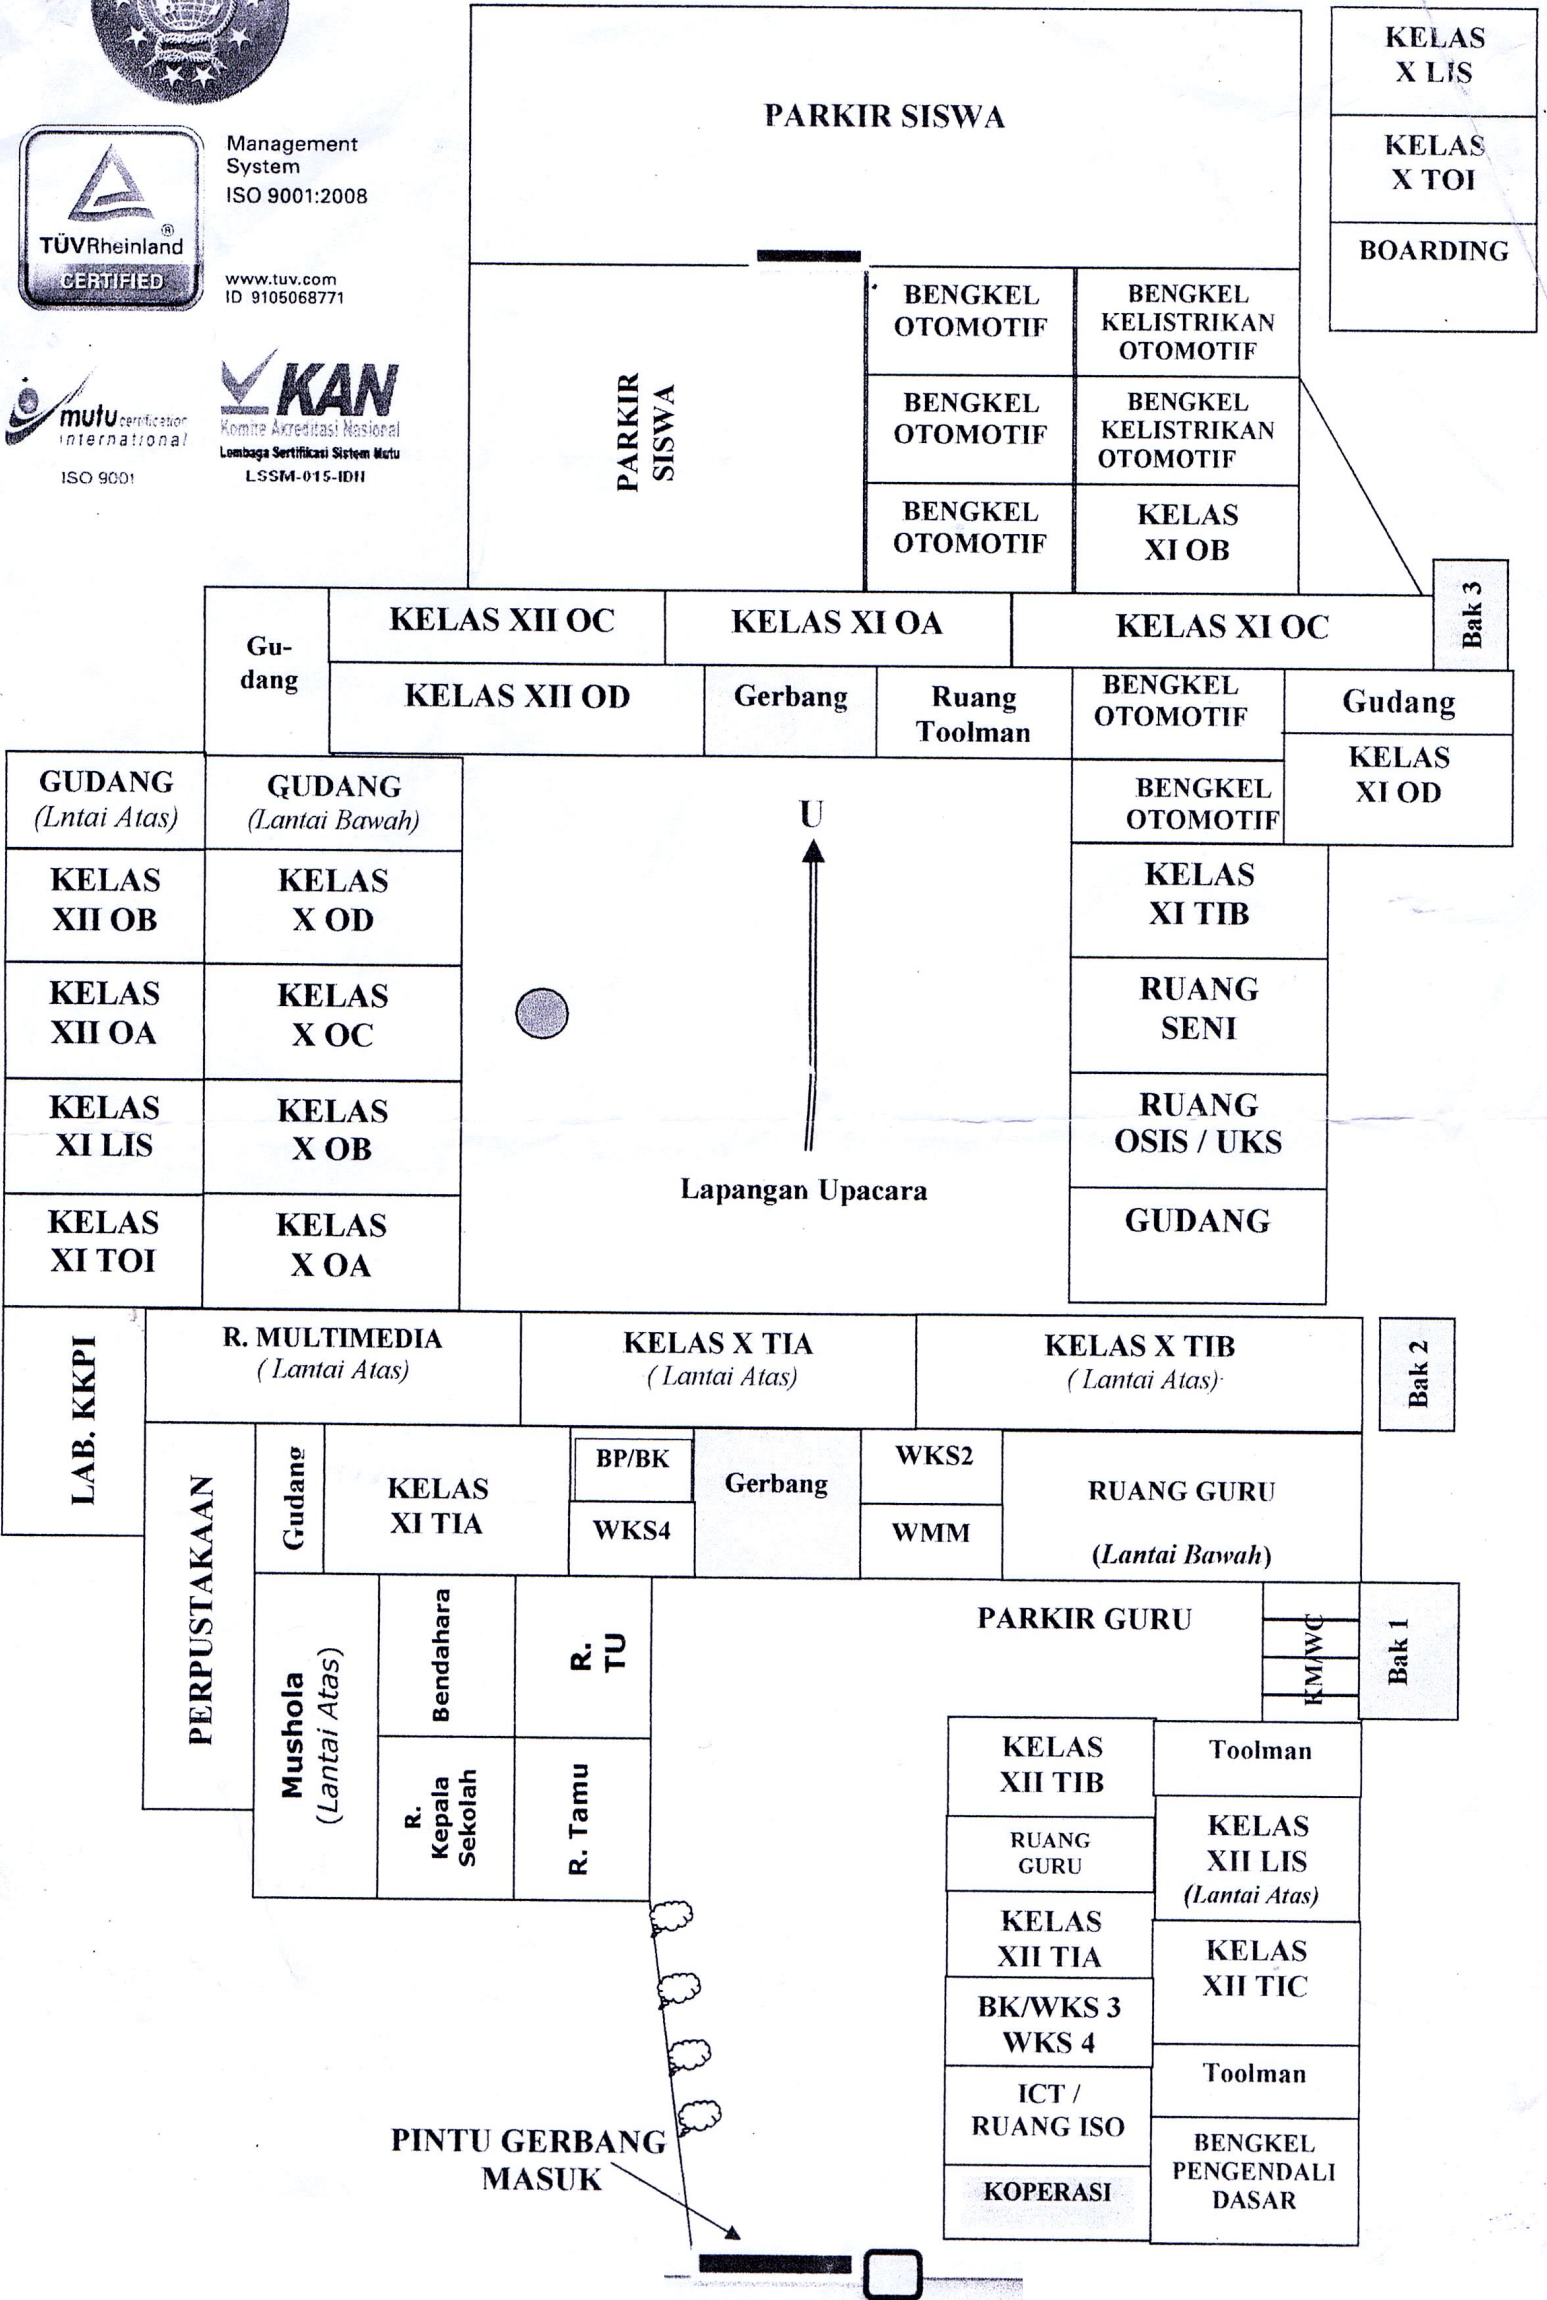 Management
System
ISO 9001:2008
TÜVRheinland
®
CERTIFIED
www.tuv.com
ID 9105068771
mutu certification
international
ISO 9001
KAN
Komite Akreditasi Nasional
Lembaga Sertifikasi Sistem Mutu
LSSM-015-IDN
PARKIR SISWA
KELAS
X LIS
KELAS
X TOI
BOARDING
PARKIR
SISWA
BENGKEL
OTOMOTIF
BENGKEL
KELISTRIKAN
OTOMOTIF
BENGKEL
OTOMOTIF
BENGKEL
KELISTRIKAN
OTOMOTIF
BENGKEL
OTOMOTIF
KELAS
XI OB
Gu-
dang
KELAS XII OC
KELAS XI OA
KELAS XI OC
Bak 3
KELAS XII OD
Gerbang
Ruang
Toolman
BENGKEL
OTOMOTIF
Gudang
KELAS
XI OD
BENGKEL
OTOMOTIF
GUDANG
(Lntai Atas)
GUDANG
(Lantai Bawah)
KELAS
XII OB
KELAS
X OD
KELAS
XII OA
KELAS
X OC
KELAS
XI LIS
KELAS
X OB
KELAS
XI TOI
KELAS
X OA
U
Lapangan Upacara
KELAS
XI TIB
RUANG
SENI
RUANG
OSIS / UKS
GUDANG
LAB. KKPI
R. MULTIMEDIA
( Lantai Atas)
KELAS X TIA
( Lantai Atas)
KELAS X TIB
( Lantai Atas)
Bak 2
PERPUSTAKAAN
Gudang
KELAS
XI TIA
BP/BK
WKS4
Gerbang
WKS2
WMM
RUANG GURU
(Lantai Bawah)
Mushola
(Lantai Atas)
Bendahara
R.
TU
R.
Kepala
Sekolah
R. Tamu
PARKIR GURU
KM/WC
Bak 1
KELAS
XII TIB
Toolman
RUANG
GURU
KELAS
XII LIS
(Lantai Atas)
KELAS
XII TIA
KELAS
XII TIC
BK/WKS 3
WKS 4
Toolman
ICT /
RUANG ISO
BENGKEL
PENGENDALI
DASAR
KOPERASI
PINTU GERBANG
MASUK